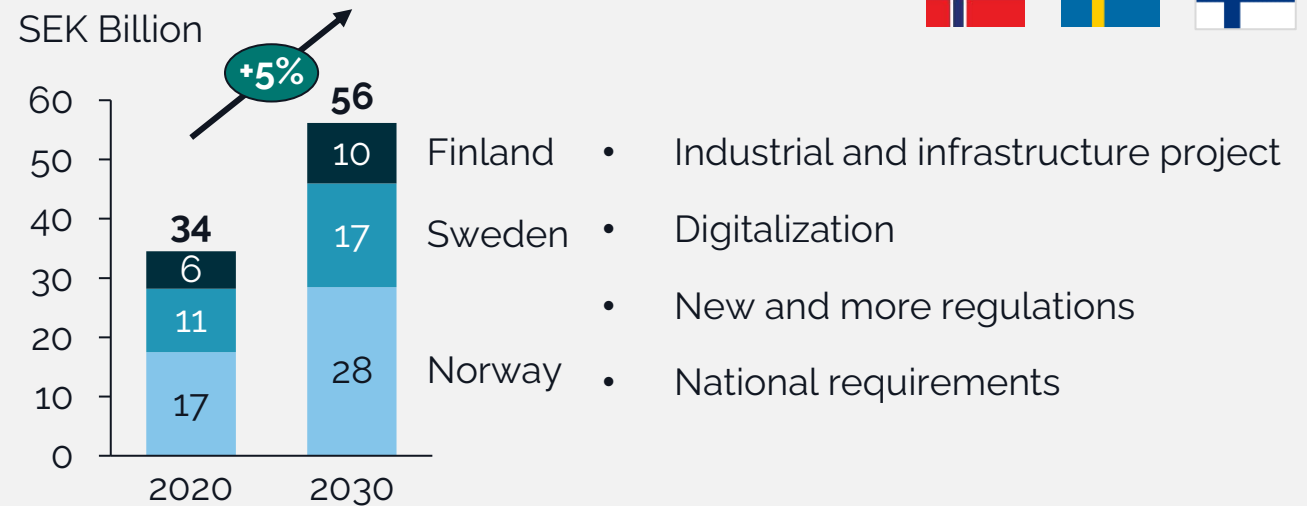 SEK Billion
+5%
60
50
40
30
20
10
0
34
6
11
17
2020
56
10
17
28
2030
Finland
Sweden
Norway
• Industrial and infrastructure project
• Digitalization
• New and more regulations
• National requirements